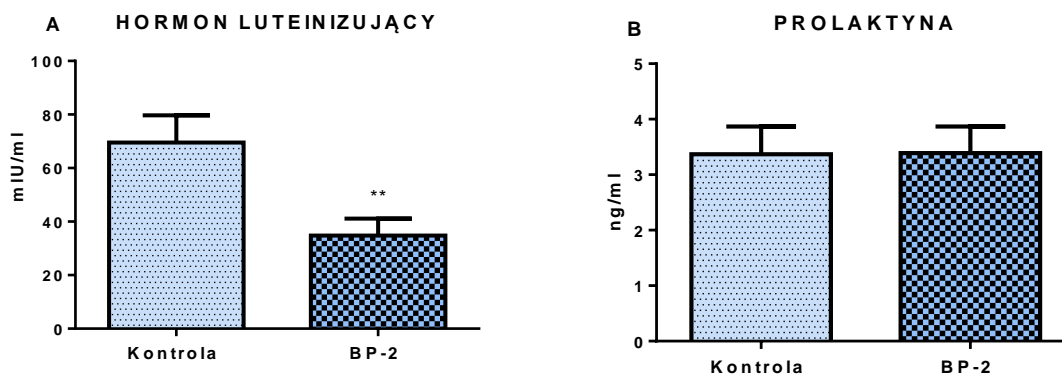 A HORMON LUTEINIZUJĄCY
100
80
60
40
20
0
mIU/ml
**
Kontrola BP-2
B PROLAKTYNA
5
4
3
2
1
0
ng/ml
Kontrola BP-2